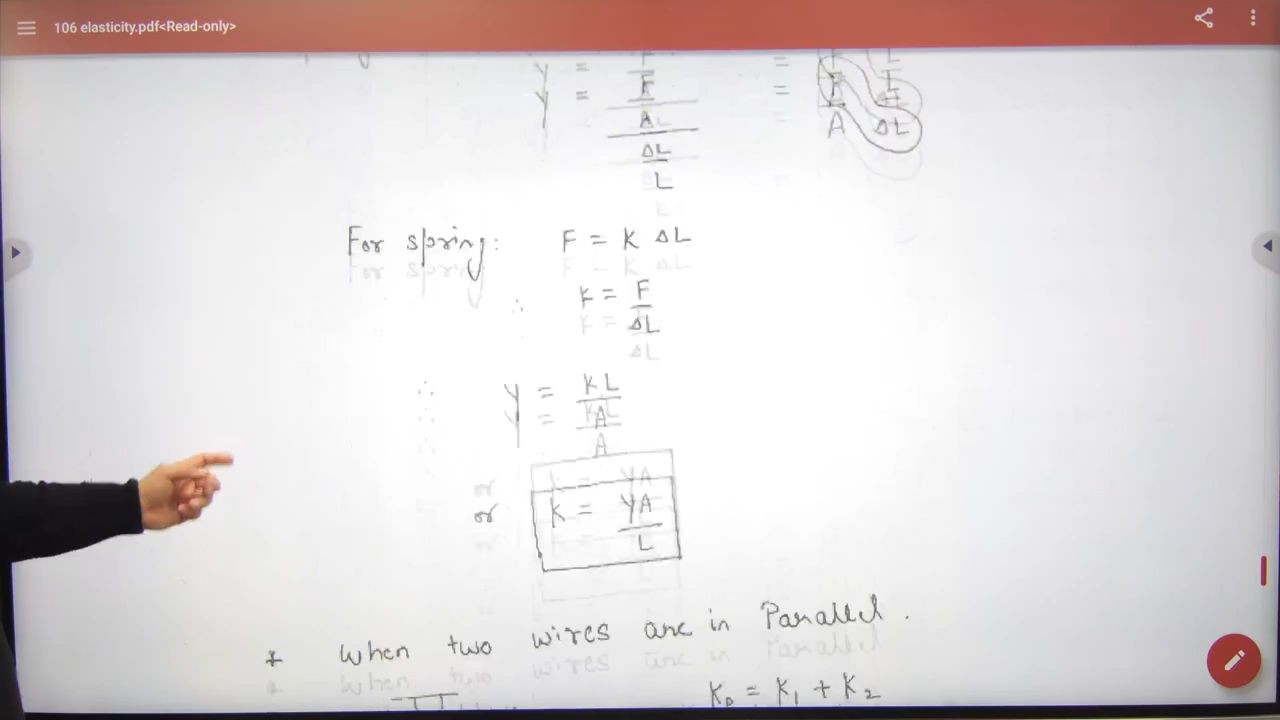 106 elasticity.pdf<Read-only>
Y = F/A / ΔL/L = F/A L/ΔL
For spring: F = K ΔL
∴ K = F/ΔL
∴ Y = KL/A
or K = YA/L
* When two wires are in Parallel.
Kp = K1 + K2